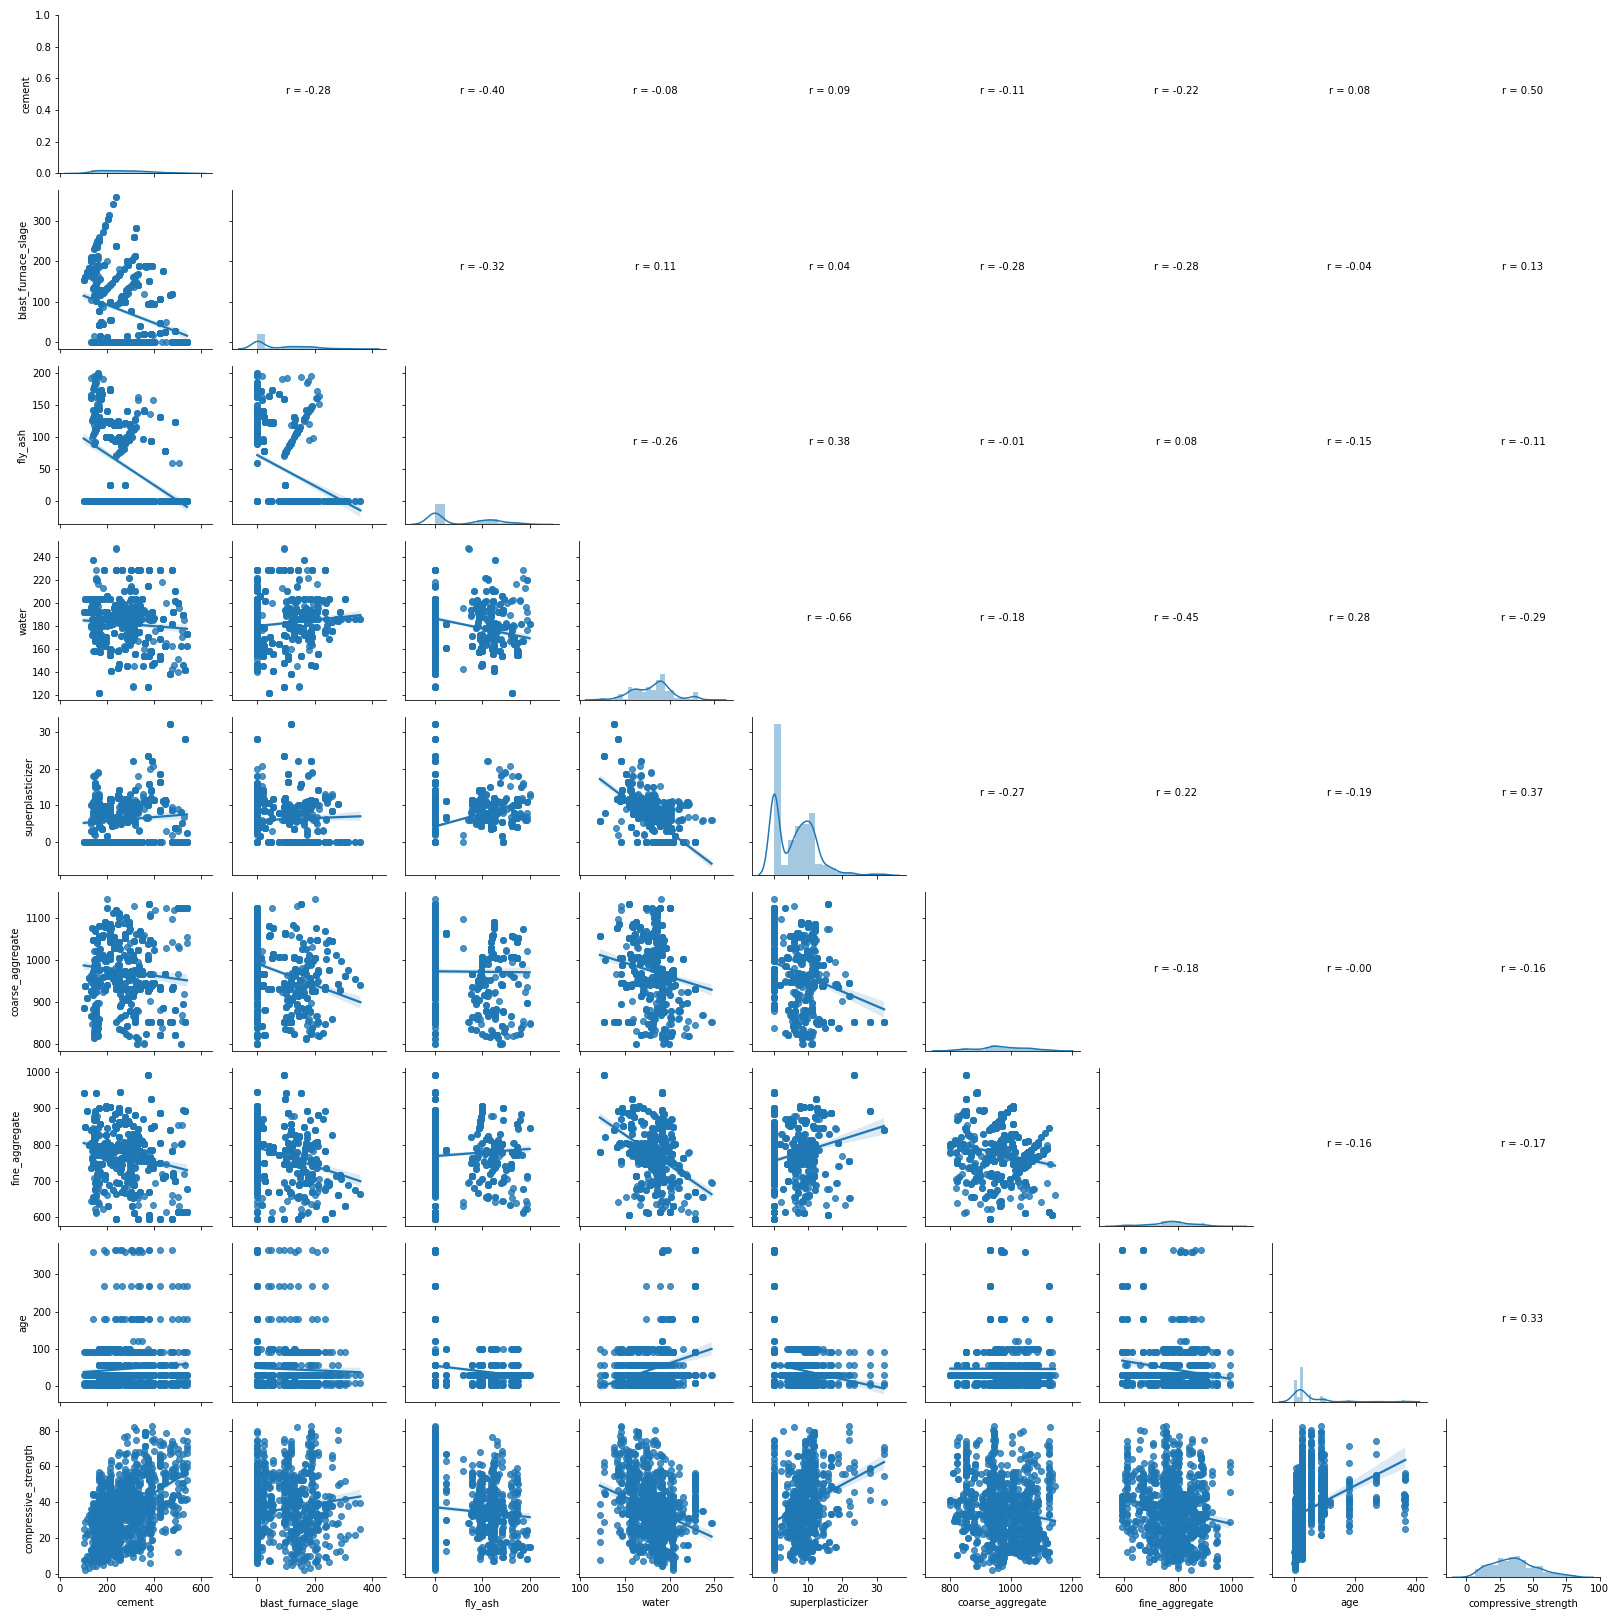 1.0
0.8
0.6
0.4
0.2
0.0
cement
r = -0.28
r = -0.40
r = -0.08
r = 0.09
r = -0.11
r = -0.22
r = 0.08
r = 0.50
300
200
100
0
blast_furnace_slage
r = -0.32
r = 0.11
r = 0.04
r = -0.28
r = -0.28
r = -0.04
r = 0.13
200
150
100
50
0
fly_ash
r = -0.26
r = 0.38
r = -0.01
r = 0.08
r = -0.15
r = -0.11
240
220
200
180
160
140
120
water
r = -0.66
r = -0.18
r = -0.45
r = 0.28
r = -0.29
30
20
10
0
superplasticizer
r = -0.27
r = 0.22
r = -0.19
r = 0.37
1100
1000
900
800
coarse_aggregate
r = -0.18
r = -0.00
r = -0.16
1000
900
800
700
600
fine_aggregate
r = -0.16
r = -0.17
300
200
100
0
age
r = 0.33
80
60
40
20
0
compressive_strength
0 200 400 600
0 200 400
0 100 200
100 150 200 250
0 10 20 30
800 1000 1200
600 800 1000
0 200 400
0 25 50 75 100
cement
blast_furnace_slage
fly_ash
water
superplasticizer
coarse_aggregate
fine_aggregate
age
compressive_strength